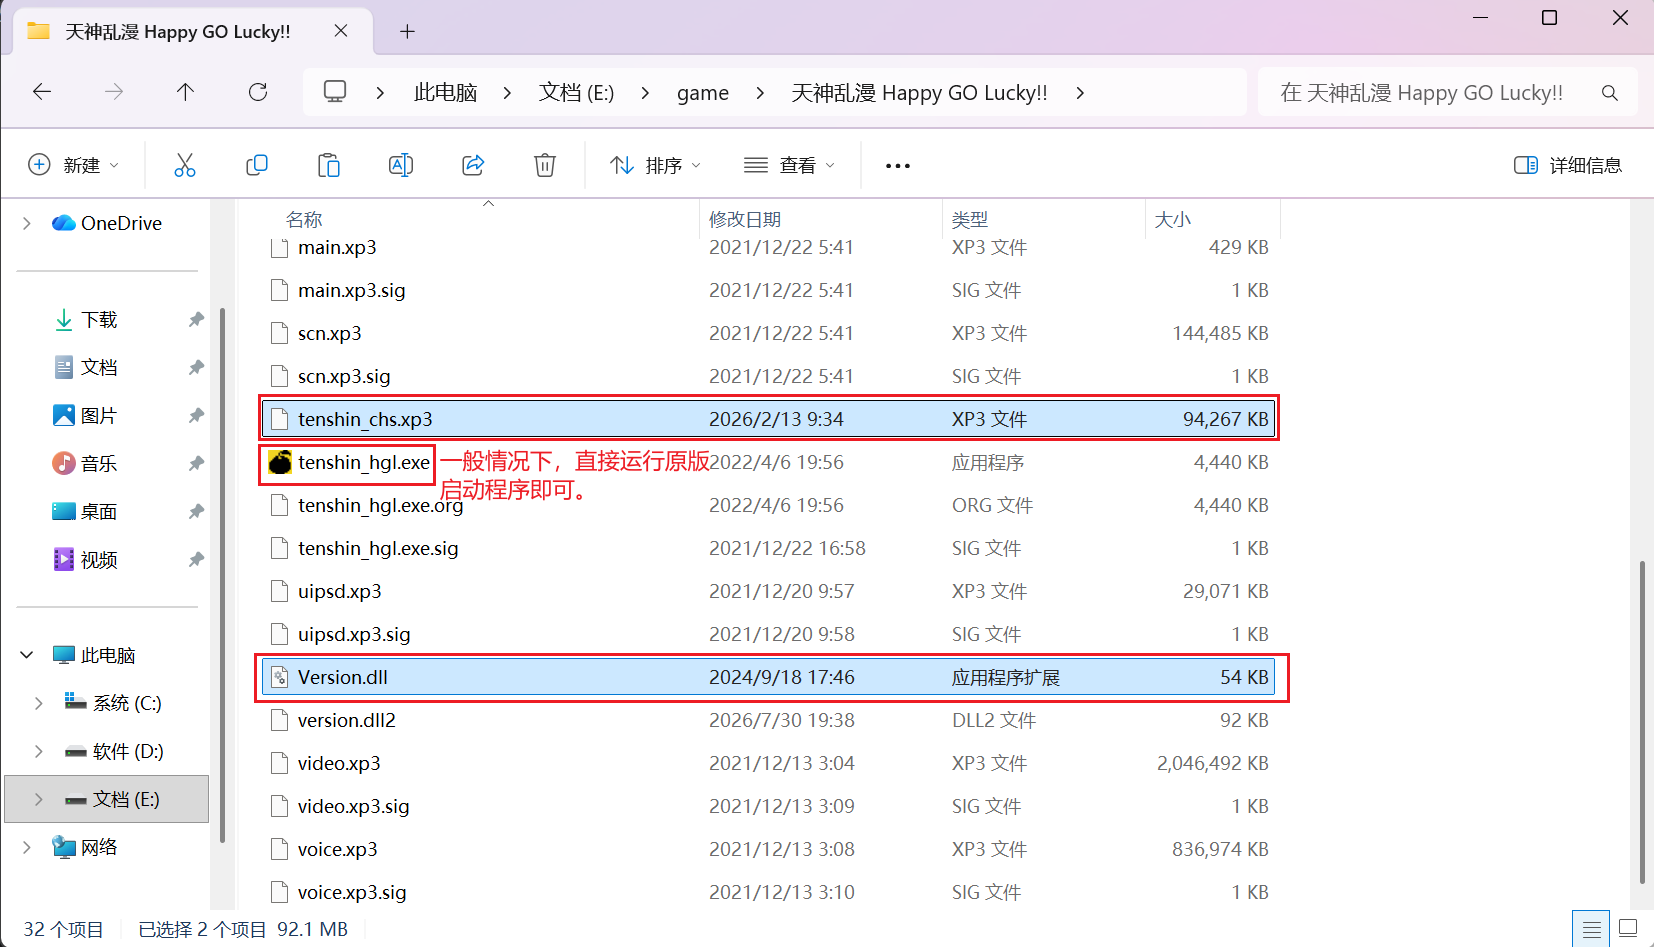 天神乱漫 Happy GO Lucky!!
此电脑 文档 (E:) game 天神乱漫 Happy GO Lucky!!
在 天神乱漫 Happy GO Lucky!!
新建 排序 查看 详细信息
OneDrive
下载
文档
图片
音乐
桌面
视频
此电脑
系统 (C:)
软件 (D:)
文档 (E:)
网络
名称 修改日期 类型 大小
main.xp3 2021/12/22 5:41 XP3 文件 429 KB
main.xp3.sig 2021/12/22 5:41 SIG 文件 1 KB
scn.xp3 2021/12/22 5:41 XP3 文件 144,485 KB
scn.xp3.sig 2021/12/22 5:41 SIG 文件 1 KB
tenshin_chs.xp3 2026/2/13 9:34 XP3 文件 94,267 KB
tenshin_hgl.exe 2022/4/6 19:56 应用程序 4,440 KB
一般情况下，直接运行原版
启动程序即可。
tenshin_hgl.exe.org 2022/4/6 19:56 ORG 文件 4,440 KB
tenshin_hgl.exe.sig 2021/12/22 16:58 SIG 文件 1 KB
uipsd.xp3 2021/12/20 9:57 XP3 文件 29,071 KB
uipsd.xp3.sig 2021/12/20 9:58 SIG 文件 1 KB
Version.dll 2024/9/18 17:46 应用程序扩展 54 KB
version.dll2 2026/7/30 19:38 DLL2 文件 92 KB
video.xp3 2021/12/13 3:04 XP3 文件 2,046,492 KB
video.xp3.sig 2021/12/13 3:09 SIG 文件 1 KB
voice.xp3 2021/12/13 3:08 XP3 文件 836,974 KB
voice.xp3.sig 2021/12/13 3:10 SIG 文件 1 KB
32 个项目 已选择 2 个项目 92.1 MB